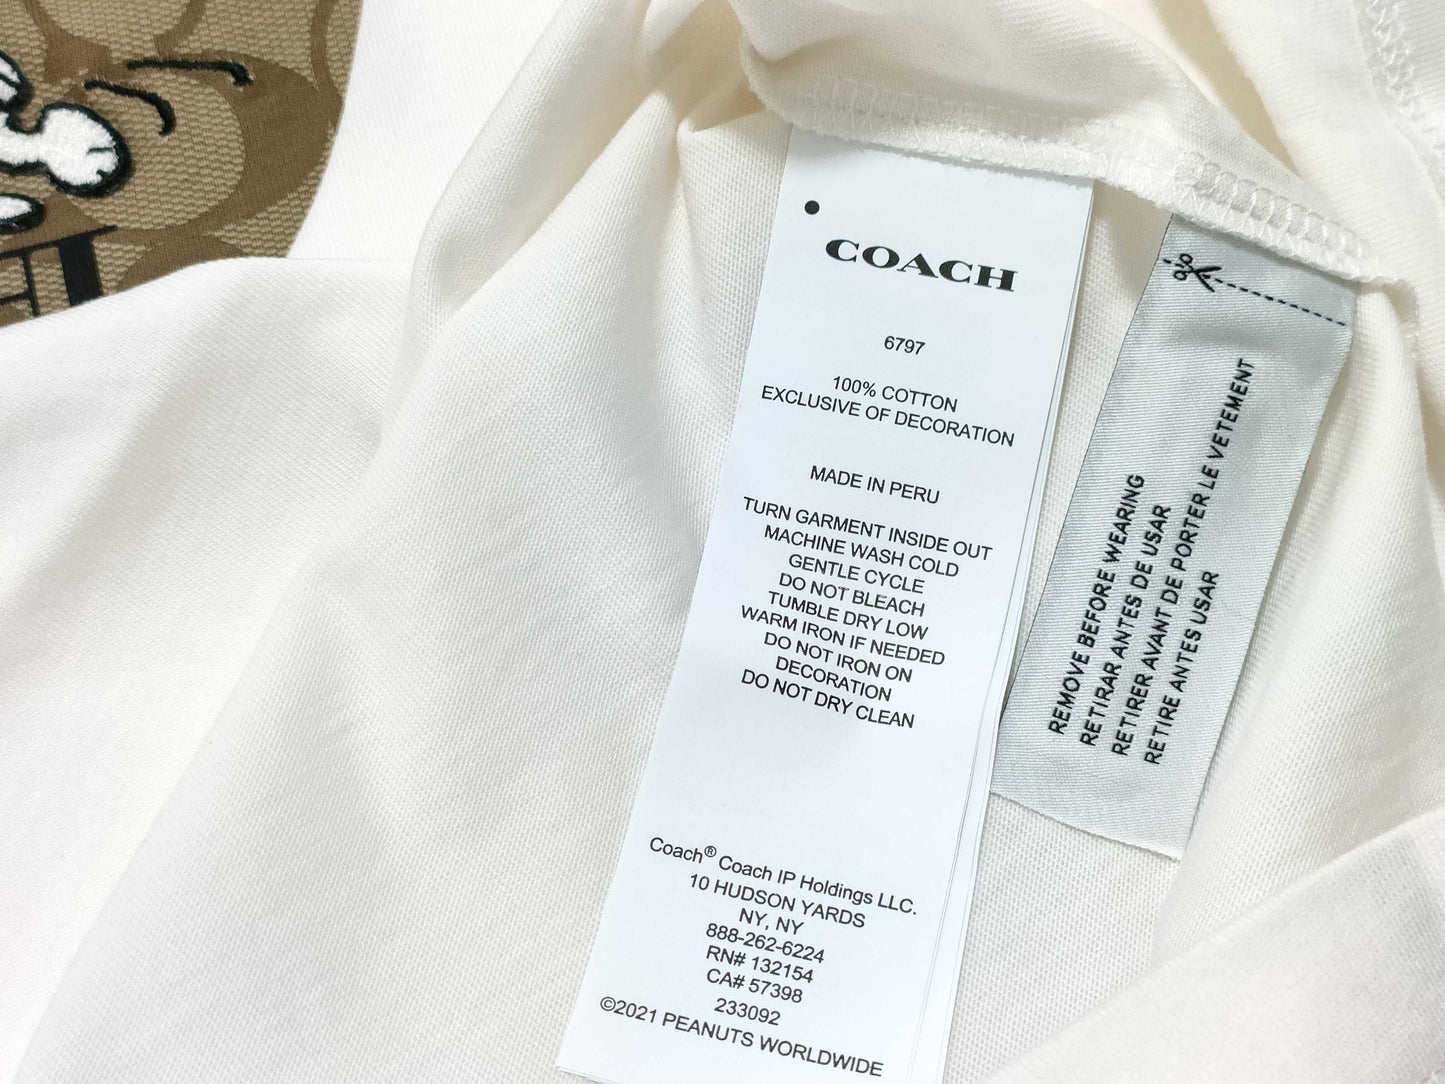 COACH
6797
100% COTTON
EXCLUSIVE OF DECORATION
MADE IN PERU
TURN GARMENT INSIDE OUT
MACHINE WASH COLD
GENTLE CYCLE
DO NOT BLEACH
TUMBLE DRY LOW
WARM IRON IF NEEDED
DO NOT IRON ON
DECORATION
DO NOT DRY CLEAN
Coach® Coach IP Holdings LLC.
10 HUDSON YARDS
NY, NY
888-262-6224
RN# 132154
CA# 57398
233092
©2021 PEANUTS WORLDWIDE
REMOVE BEFORE WEARING
RETIRAR ANTES DE USAR
RETIRER AVANT DE PORTER LE VETEMENT
RETIRE ANTES USAR